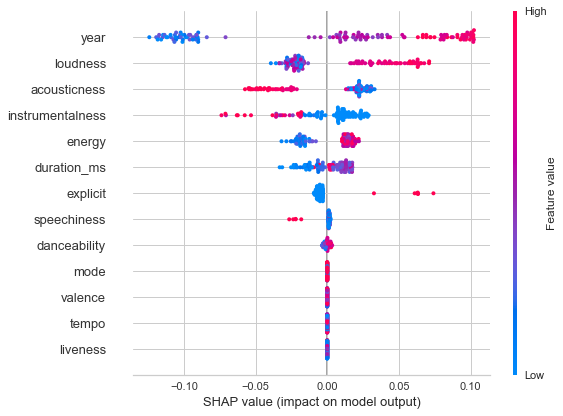 High
year
loudness
acousticness
instrumentalness
energy
duration_ms
explicit
speechiness
danceability
mode
valence
tempo
liveness
Feature value
Low
−0.10 −0.05 0.00 0.05 0.10
SHAP value (impact on model output)